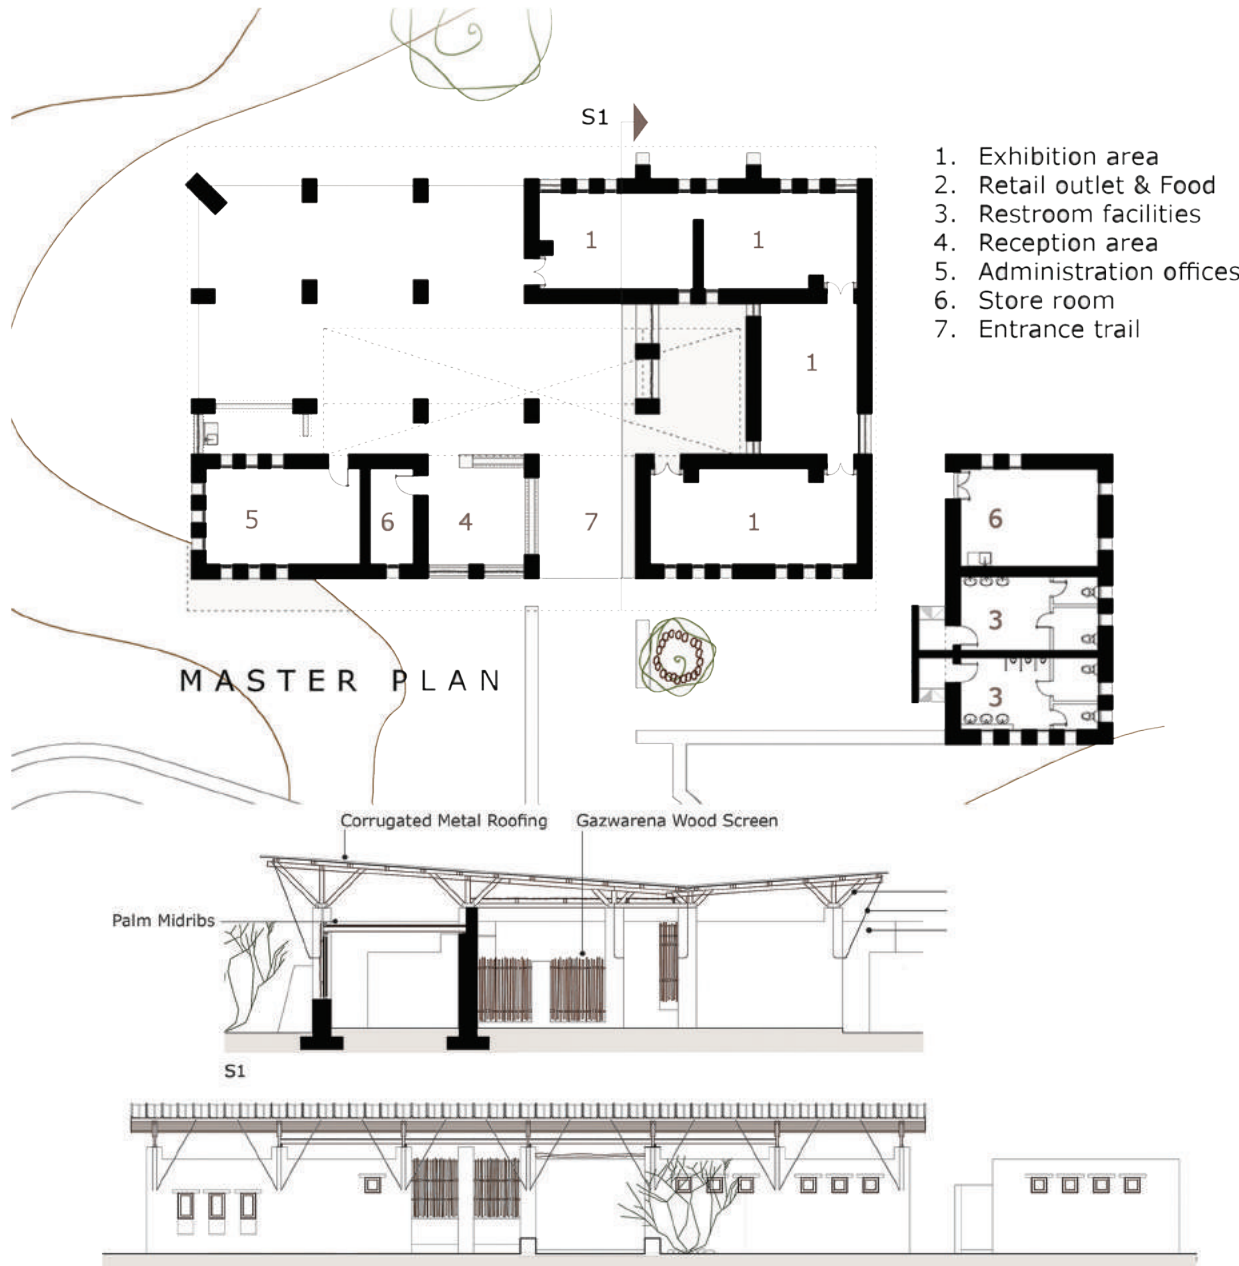 S1
1. Exhibition area
2. Retail outlet & Food
3. Restroom facilities
4. Reception area
5. Administration offices
6. Store room
7. Entrance trail
1
1
1
5
6
4
7
1
6
3
3
MASTER PLAN
Corrugated Metal Roofing
Gazwarena Wood Screen
Palm Midribs
S1